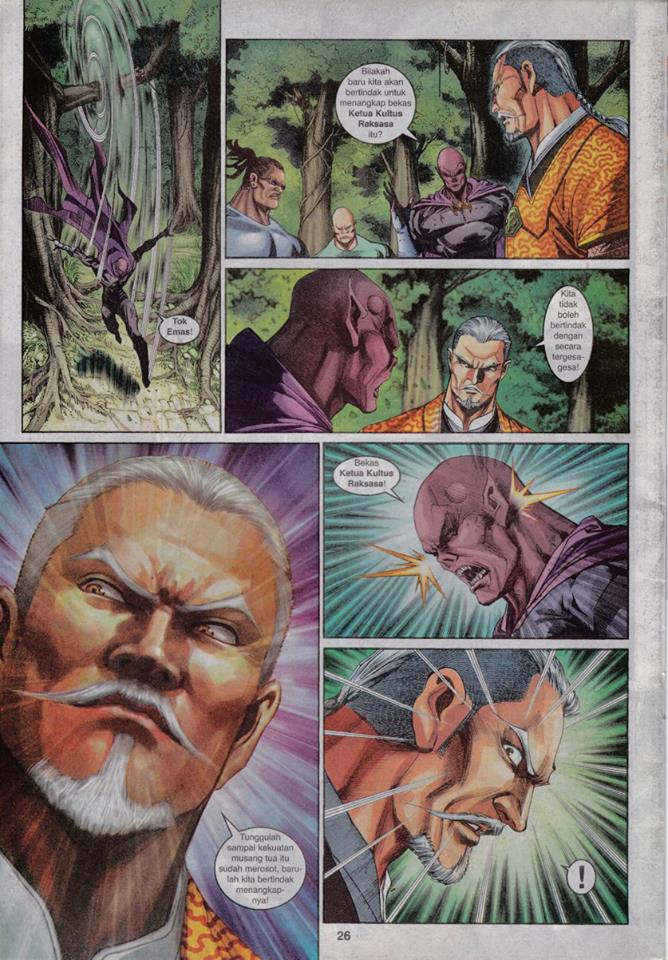 Tok
Emas!
Bilakah
baru kita akan
bertindak untuk
menangkap bekas
Ketua Kultus
Raksasa
itu?
Kita
tidak
boleh
bertindak
dengan
secara
tergesa-
gesa!
Bekas
Ketua Kultus
Raksasa!
Tunggulah
sampai kekuatan
musang tua itu
sudah merosot, baru-
lah kita bertindak
menangkap-
nya!
!
26